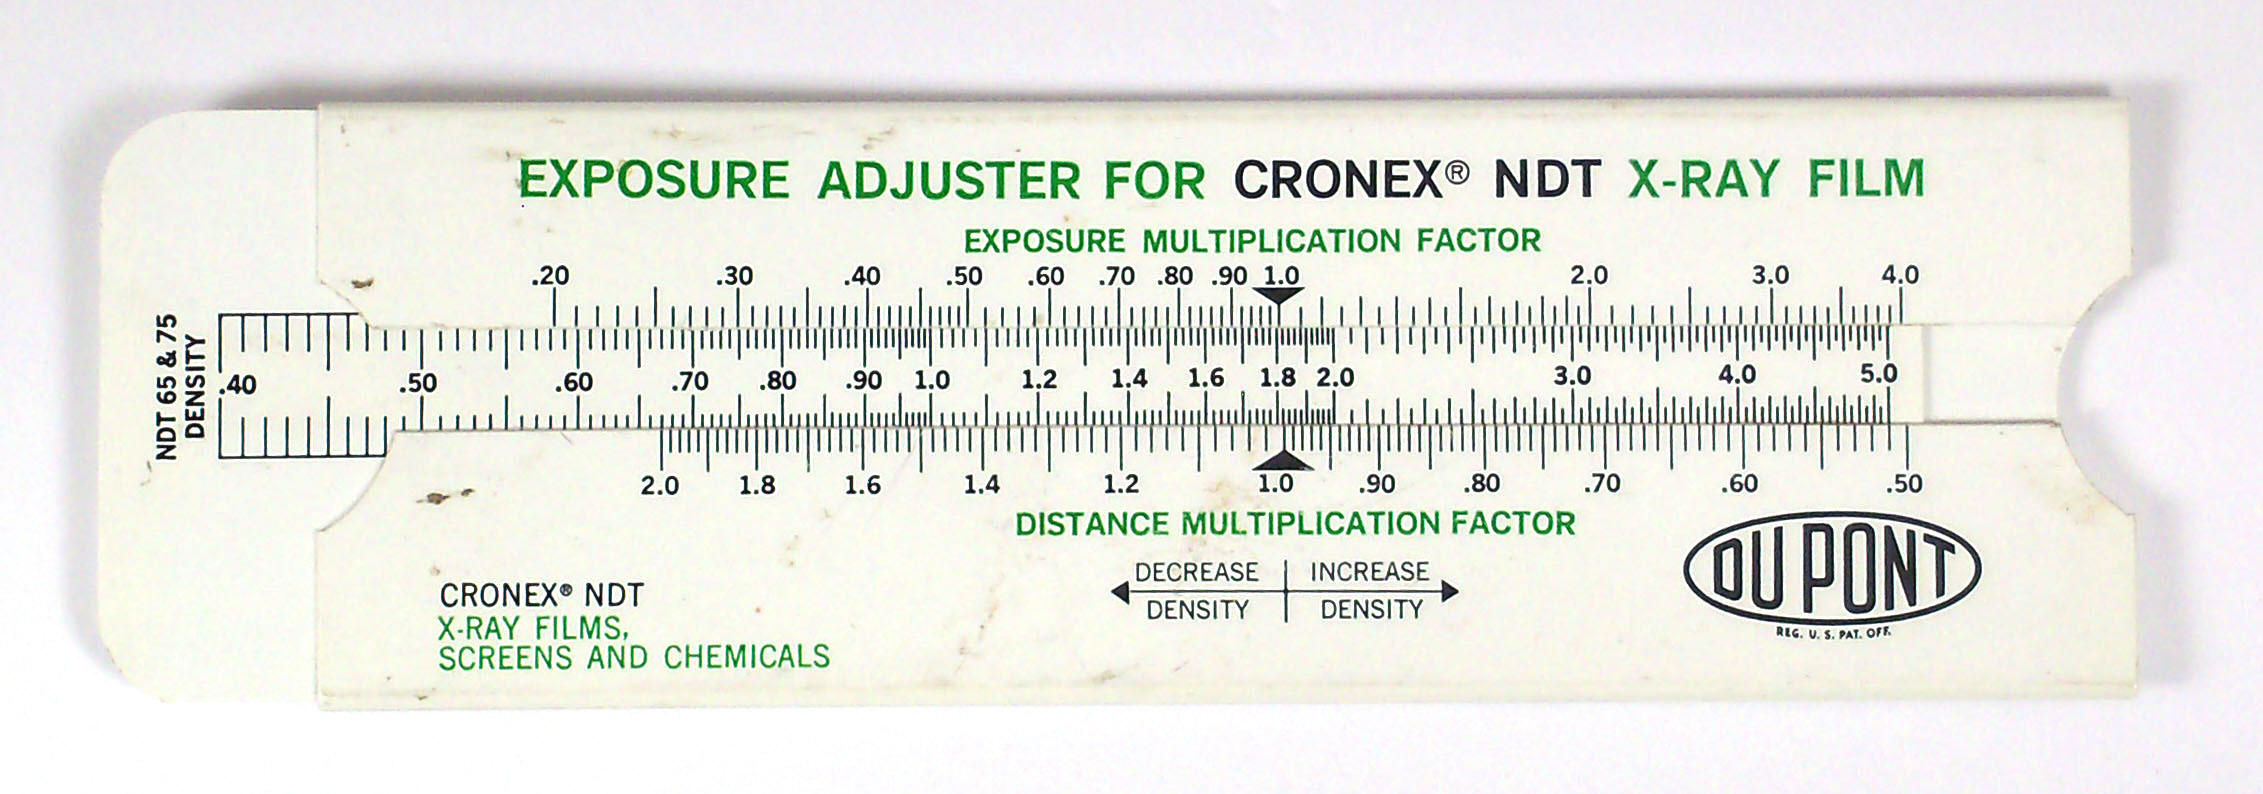 EXPOSURE ADJUSTER FOR CRONEX® NDT X-RAY FILM
EXPOSURE MULTIPLICATION FACTOR
.20 .30 .40 .50 .60 .70 .80 .90 1.0 2.0 3.0 4.0
NDT 65 & 75
DENSITY
.40 .50 .60 .70 .80 .90 1.0 1.2 1.4 1.6 1.8 2.0 3.0 4.0 5.0
2.0 1.8 1.6 1.4 1.2 1.0 .90 .80 .70 .60 .50
DISTANCE MULTIPLICATION FACTOR
DECREASE INCREASE
DENSITY DENSITY
CRONEX® NDT
X-RAY FILMS,
SCREENS AND CHEMICALS
DU PONT
REG. U. S. PAT. OFF.